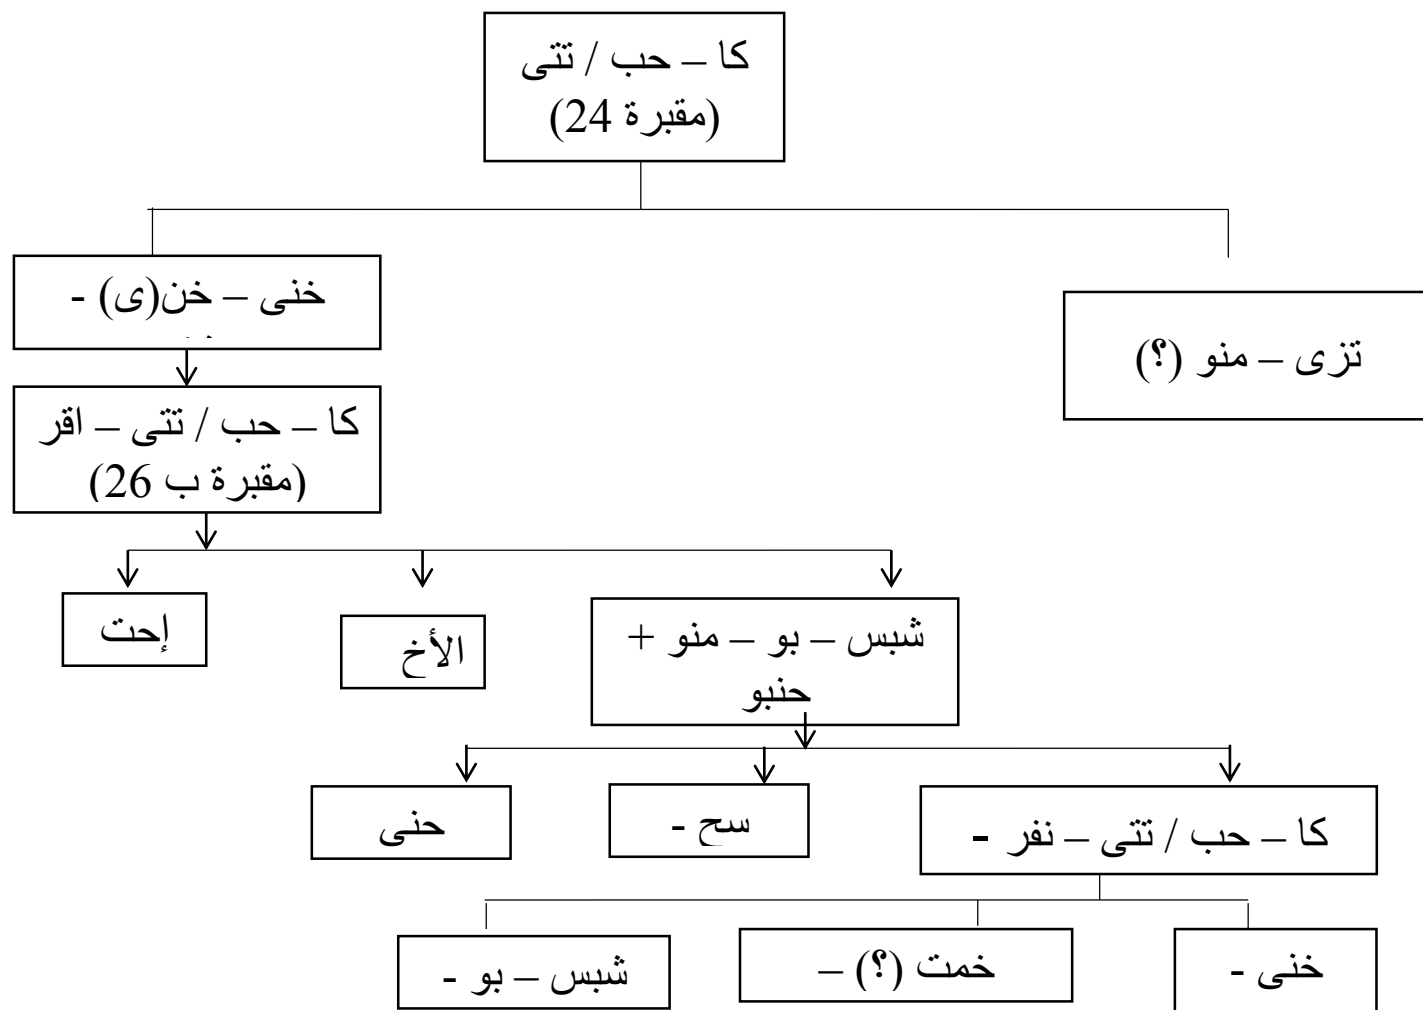 كا – حب / تتى
(مقبرة 24)
تزى – منو (؟)
خنى – خن(ى) -
كا – حب / تتى – اقر
(مقبرة ب 26)
شبس – بو – منو +
حنبو
الأخ
إحت
كا – حب / تتى – نفر -
سح -
حنى
خنى -
خمت (؟) –
شبس – بو -